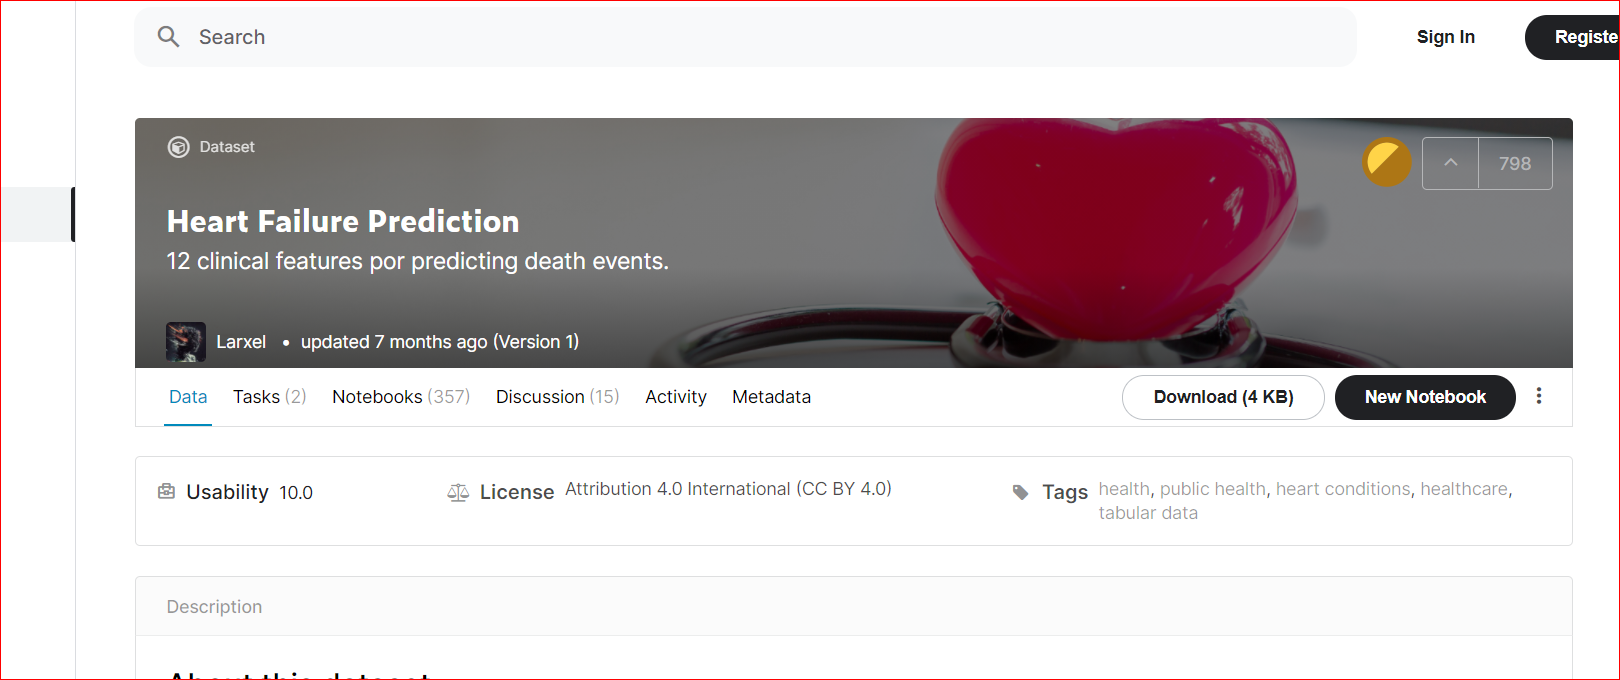 Search
Sign In
Registe
Dataset
798
Heart Failure Prediction
12 clinical features por predicting death events.
Larxel • updated 7 months ago (Version 1)
Data Tasks (2) Notebooks (357) Discussion (15) Activity Metadata
Download (4 KB) New Notebook
Usability 10.0
License Attribution 4.0 International (CC BY 4.0)
Tags health, public health, heart conditions, healthcare,
tabular data
Description
About this dataset